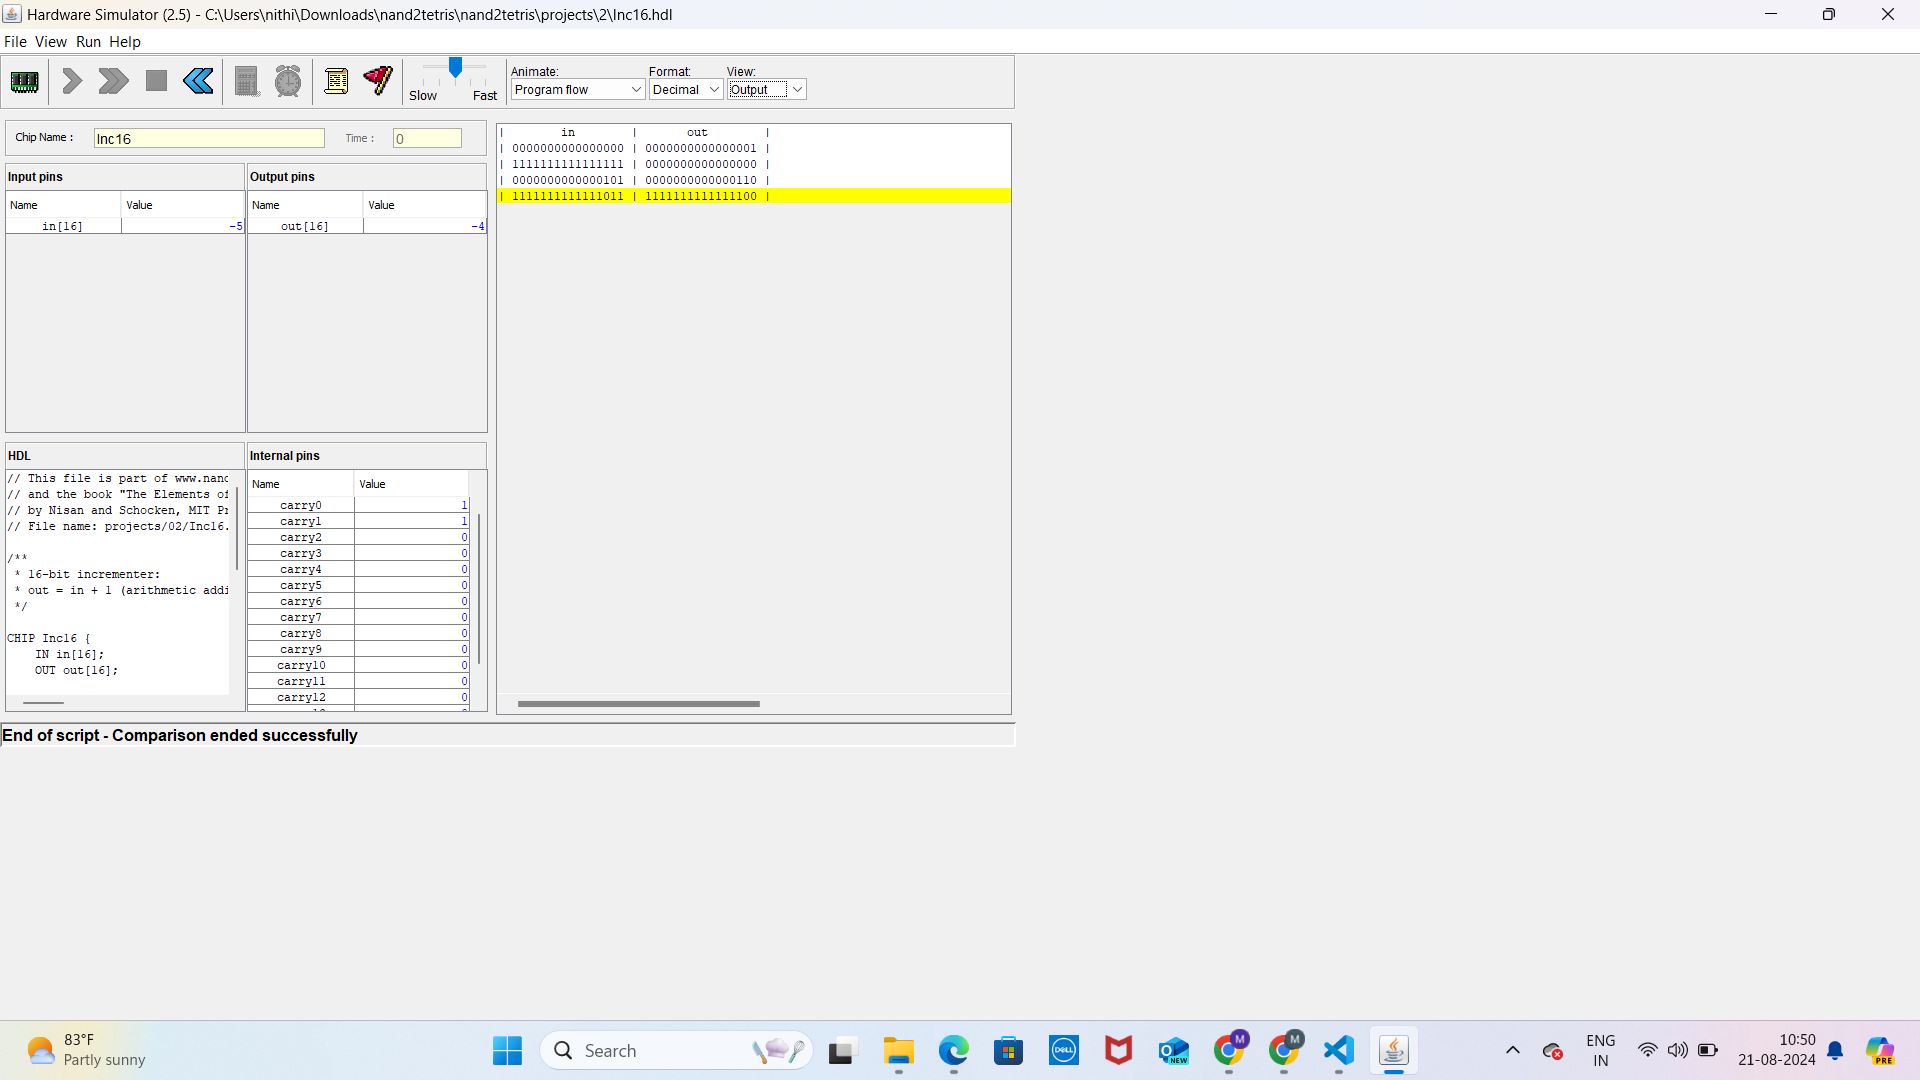 Hardware Simulator (2.5) - C:\Users\nithi\Downloads\nand2tetris\nand2tetris\projects\2\Inc16.hdl
File View Run Help
Animate: Format: View:
Program flow Decimal Output
Slow Fast
Chip Name : Inc16 Time : 0
Input pins
Name Value
in[16] -5
Output pins
Name Value
out[16] -4
HDL
// This file is part of www.nand
// and the book "The Elements of
// by Nisan and Schocken, MIT Pr
// File name: projects/02/Inc16.
/**
* 16-bit incrementer:
* out = in + 1 (arithmetic addi
*/
CHIP Inc16 {
IN in[16];
OUT out[16];
Internal pins
Name Value
carry0 1
carry1 1
carry2 0
carry3 0
carry4 0
carry5 0
carry6 0
carry7 0
carry8 0
carry9 0
carry10 0
carry11 0
carry12 0
| in | out |
| 0000000000000000 | 0000000000000001 |
| 1111111111111111 | 0000000000000000 |
| 0000000000000101 | 0000000000000110 |
| 1111111111111011 | 1111111111111100 |
End of script - Comparison ended successfully
83°F
Partly sunny
Search
DELL
NEW
M
M
ENG
IN
10:50
21-08-2024
PRE